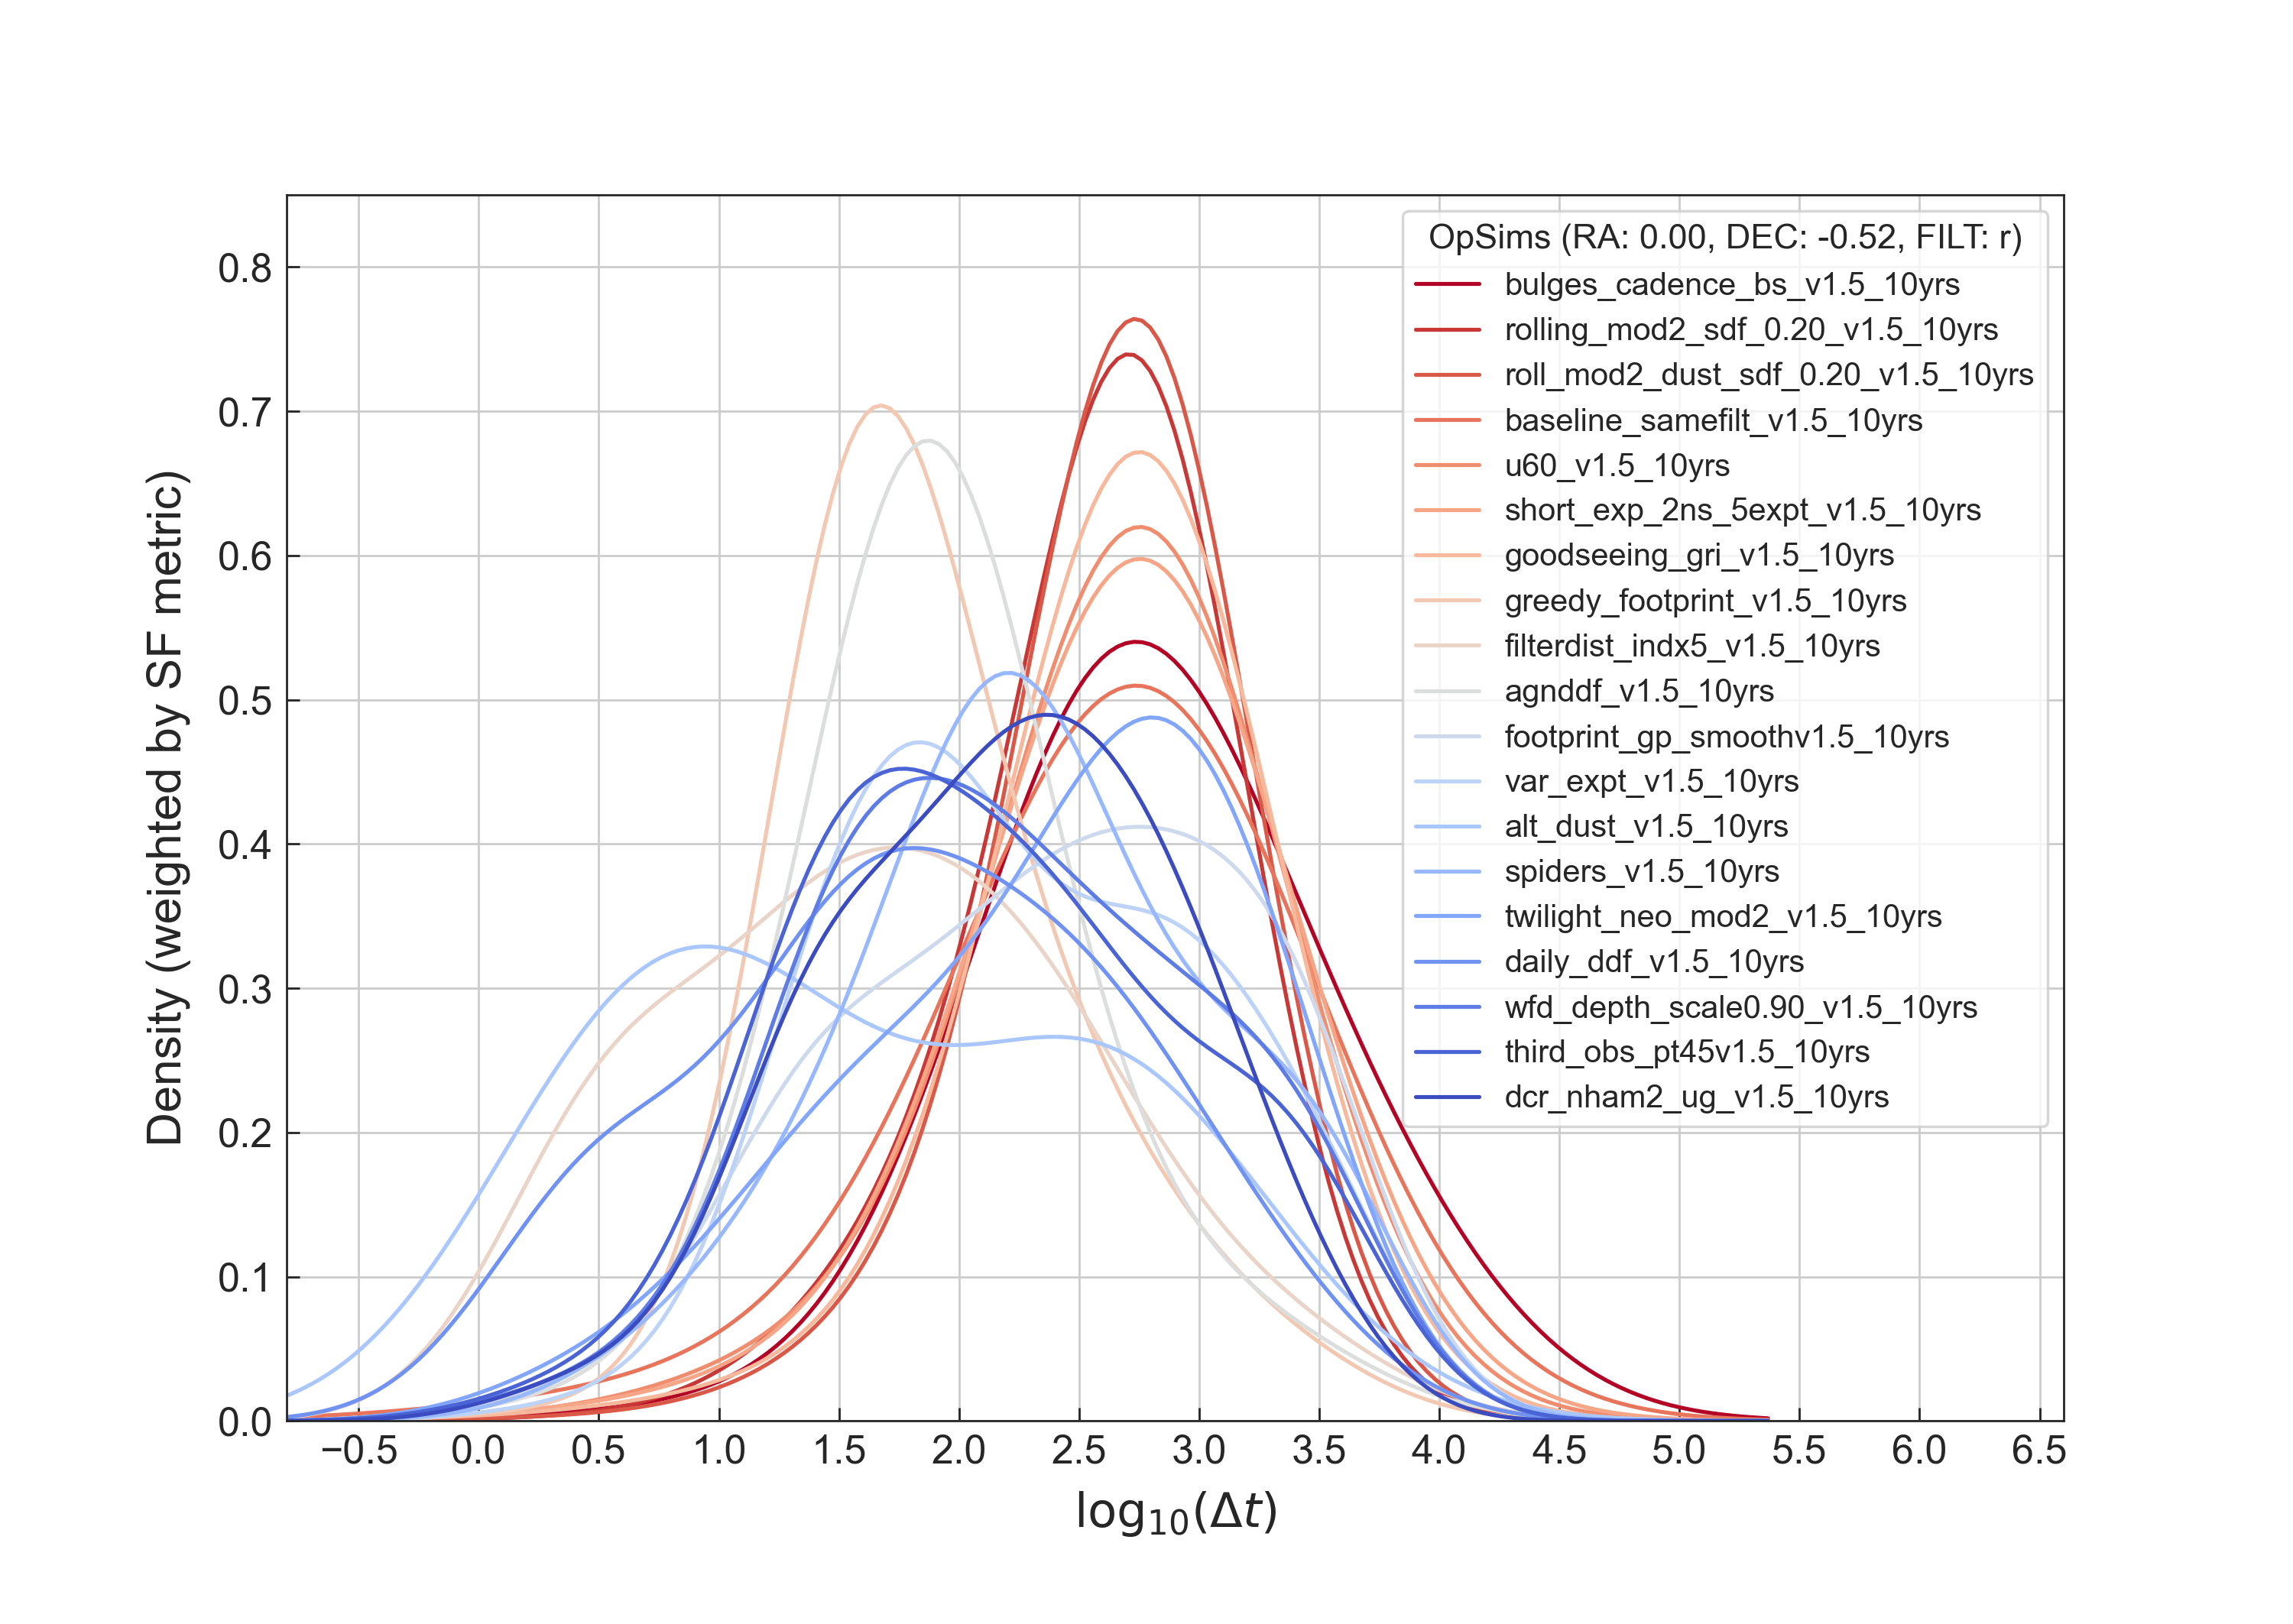 OpSims (RA: 0.00, DEC: -0.52, FILT: r)
bulges_cadence_bs_v1.5_10yrs
rolling_mod2_sdf_0.20_v1.5_10yrs
roll_mod2_dust_sdf_0.20_v1.5_10yrs
baseline_samefilt_v1.5_10yrs
u60_v1.5_10yrs
short_exp_2ns_5expt_v1.5_10yrs
goodseeing_gri_v1.5_10yrs
greedy_footprint_v1.5_10yrs
filterdist_indx5_v1.5_10yrs
agnddf_v1.5_10yrs
footprint_gp_smoothv1.5_10yrs
var_expt_v1.5_10yrs
alt_dust_v1.5_10yrs
spiders_v1.5_10yrs
twilight_neo_mod2_v1.5_10yrs
daily_ddf_v1.5_10yrs
wfd_depth_scale0.90_v1.5_10yrs
third_obs_pt45v1.5_10yrs
dcr_nham2_ug_v1.5_10yrs
Density (weighted by SF metric)
0.8
0.7
0.6
0.5
0.4
0.3
0.2
0.1
0.0
−0.5 0.0 0.5 1.0 1.5 2.0 2.5 3.0 3.5 4.0 4.5 5.0 5.5 6.0 6.5
log₁₀(Δt)